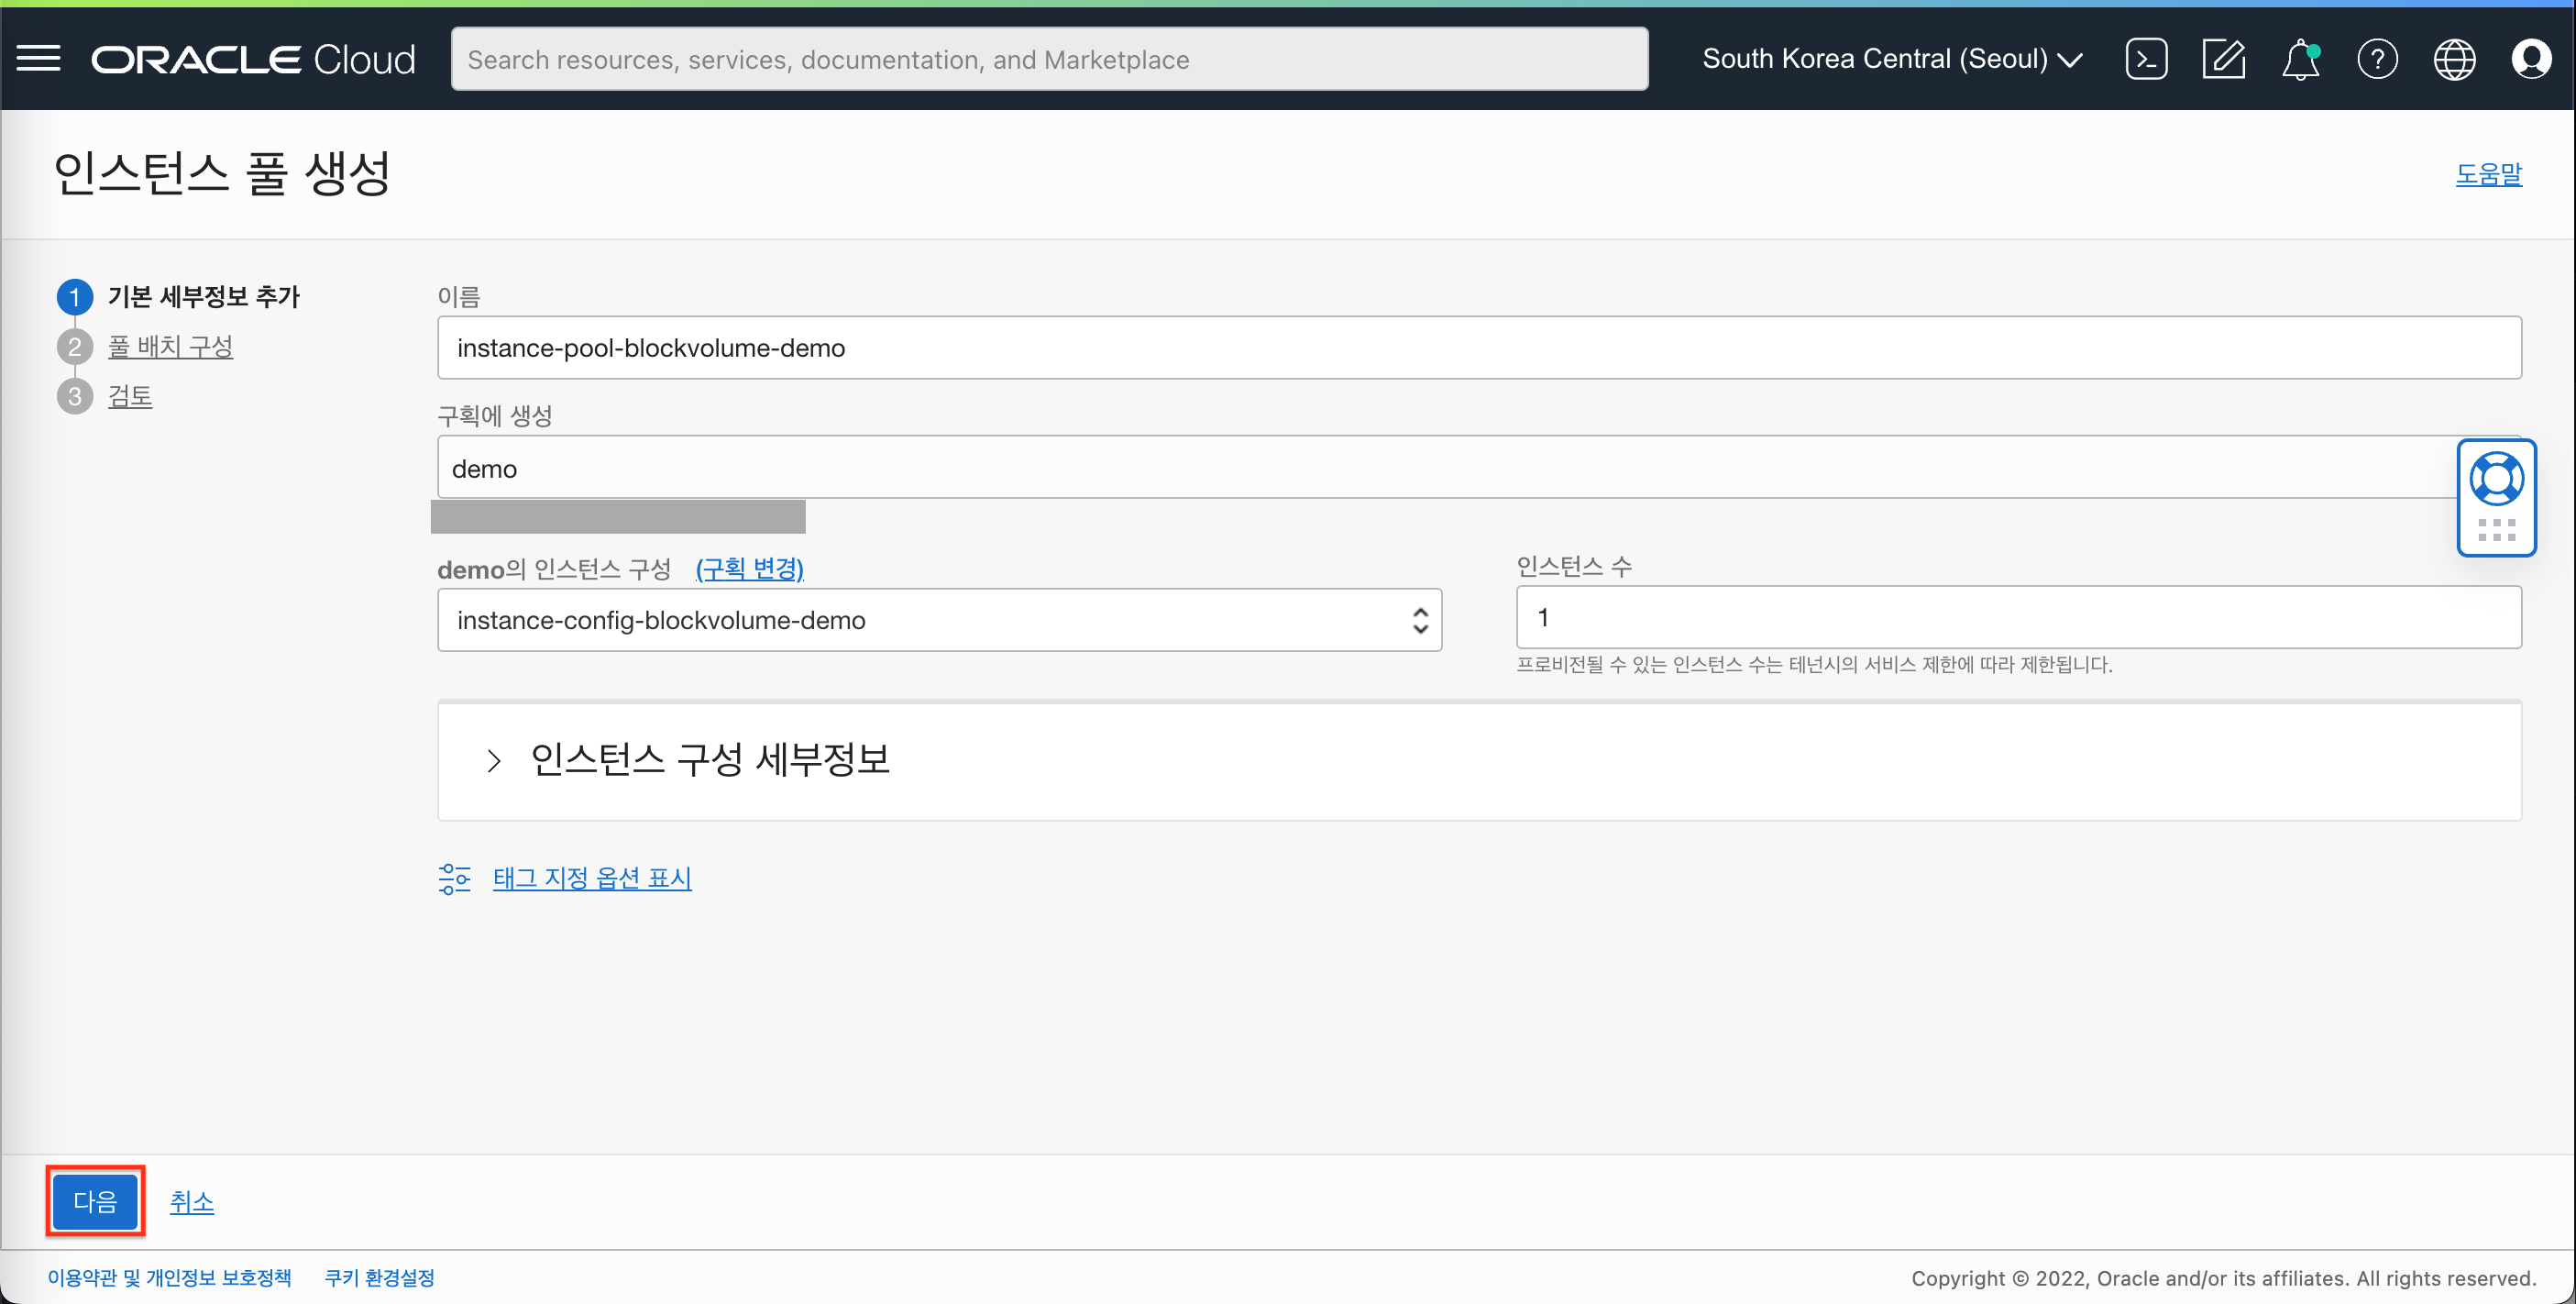 ORACLE Cloud
Search resources, services, documentation, and Marketplace
South Korea Central (Seoul)
인스턴스 풀 생성
도움말
1 기본 세부정보 추가
2 풀 배치 구성
3 검토
이름
instance-pool-blockvolume-demo
구획에 생성
demo
demo의 인스턴스 구성 (구획 변경)
instance-config-blockvolume-demo
인스턴스 수
1
프로비전될 수 있는 인스턴스 수는 테넌시의 서비스 제한에 따라 제한됩니다.
인스턴스 구성 세부정보
태그 지정 옵션 표시
다음 취소
이용약관 및 개인정보 보호정책 쿠키 환경설정
Copyright © 2022, Oracle and/or its affiliates. All rights reserved.